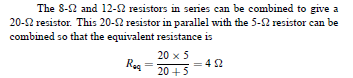 The 8-Ω and 12-Ω resistors in series can be combined to give a
20-Ω resistor. This 20-Ω resistor in parallel with the 5-Ω resistor can be
combined so that the equivalent resistance is
Req = 20 × 5 / 20 + 5 = 4 Ω